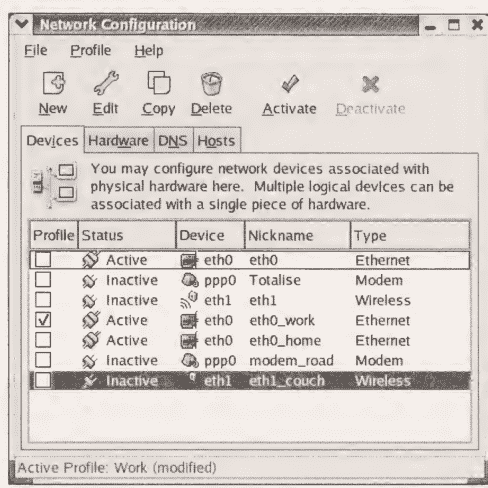 Network Configuration
File Profile Help
New Edit Copy Delete Activate Deactivate
Devices Hardware DNS Hosts
You may configure network devices associated with
physical hardware here. Multiple logical devices can be
associated with a single piece of hardware.
Profile Status Device Nickname Type
Active eth0 eth0 Ethernet
Inactive ppp0 Totalise Modem
Inactive eth1 eth1 Wireless
Active eth0 eth0_work Ethernet
Active eth0 eth0_home Ethernet
Inactive ppp0 modem_road Modem
Inactive eth1 eth1_couch Wireless
Active Profile: Work (modified)